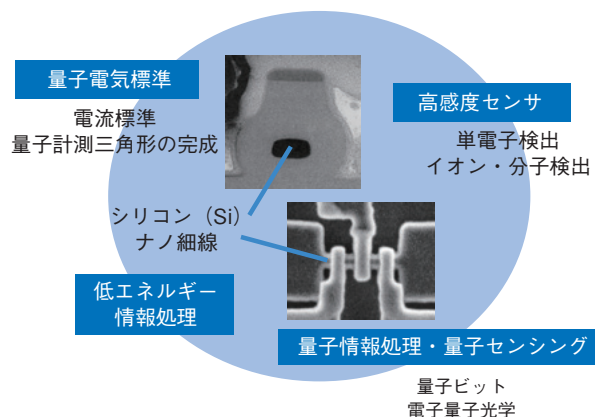 量子電気標準
電流標準
量子計測三角形の完成
高感度センサ
単電子検出
イオン・分子検出
シリコン（Si）
ナノ細線
低エネルギー
情報処理
量子情報処理・量子センシング
量子ビット
電子量子光学